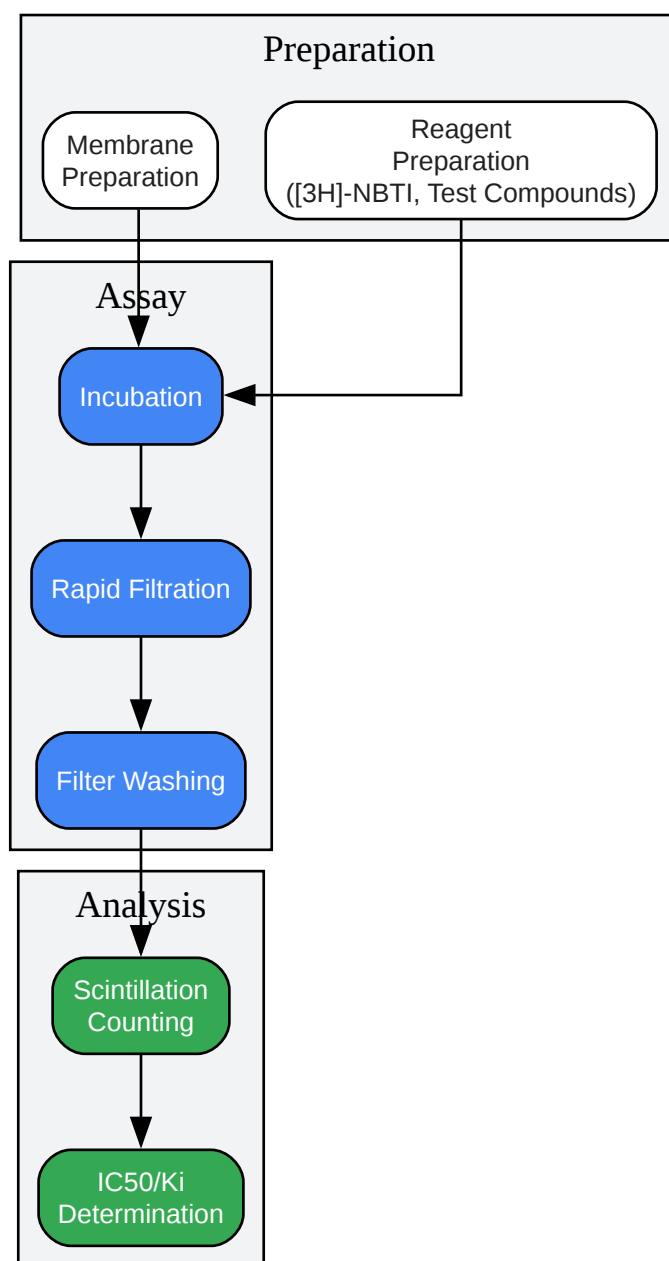 Preparation
Membrane
Preparation
Reagent
Preparation
([3H]-NBTI, Test Compounds)
Assay
Incubation
Rapid Filtration
Filter Washing
Analysis
Scintillation
Counting
IC50/Ki
Determination